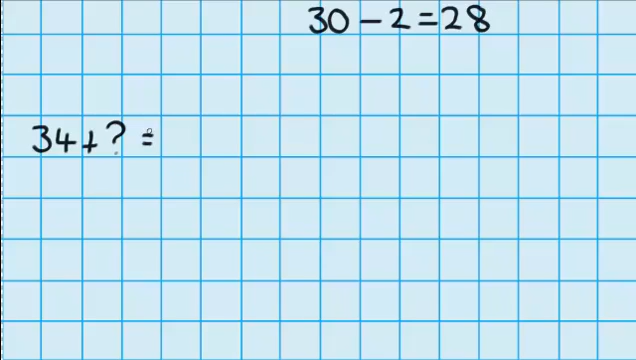 30 - 2 = 28
34 + ? =